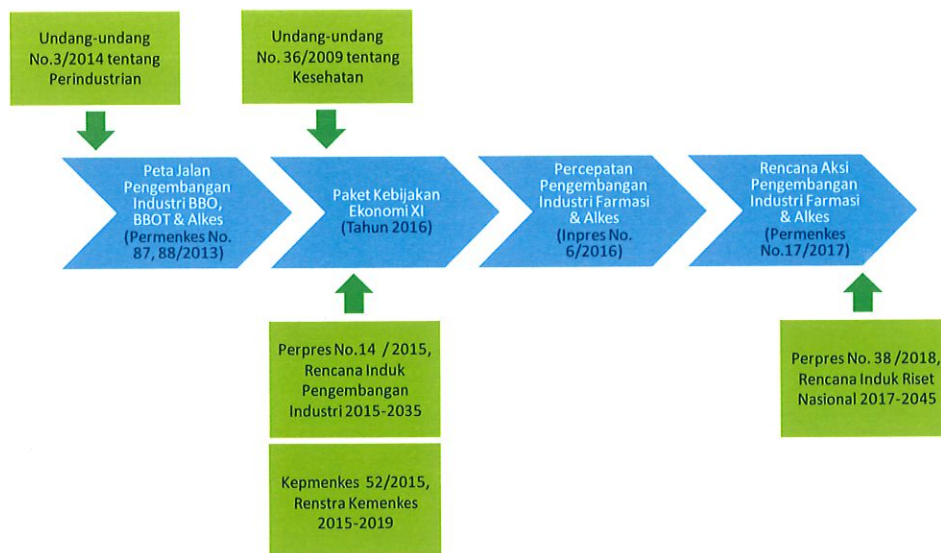 Undang-undang
No.3/2014 tentang
Perindustrian
Undang-undang
No. 36/2009 tentang
Kesehatan
Peta Jalan
Pengembangan
Industri BBO,
BBOT & Alkes
(Permenkes No.
87, 88/2013)
Paket Kebijakan
Ekonomi XI
(Tahun 2016)
Percepatan
Pengembangan
Industri Farmasi
& Alkes
(Inpres No.
6/2016)
Rencana Aksi
Pengembangan
Industri Farmasi
& Alkes
(Permenkes
No.17/2017)
Perpres No.14 / 2015,
Rencana Induk
Pengembangan
Industri 2015-2035
Kepmenkes 52/2015,
Renstra Kemenkes
2015-2019
Perpres No. 38 /2018,
Rencana Induk Riset
Nasional 2017-2045